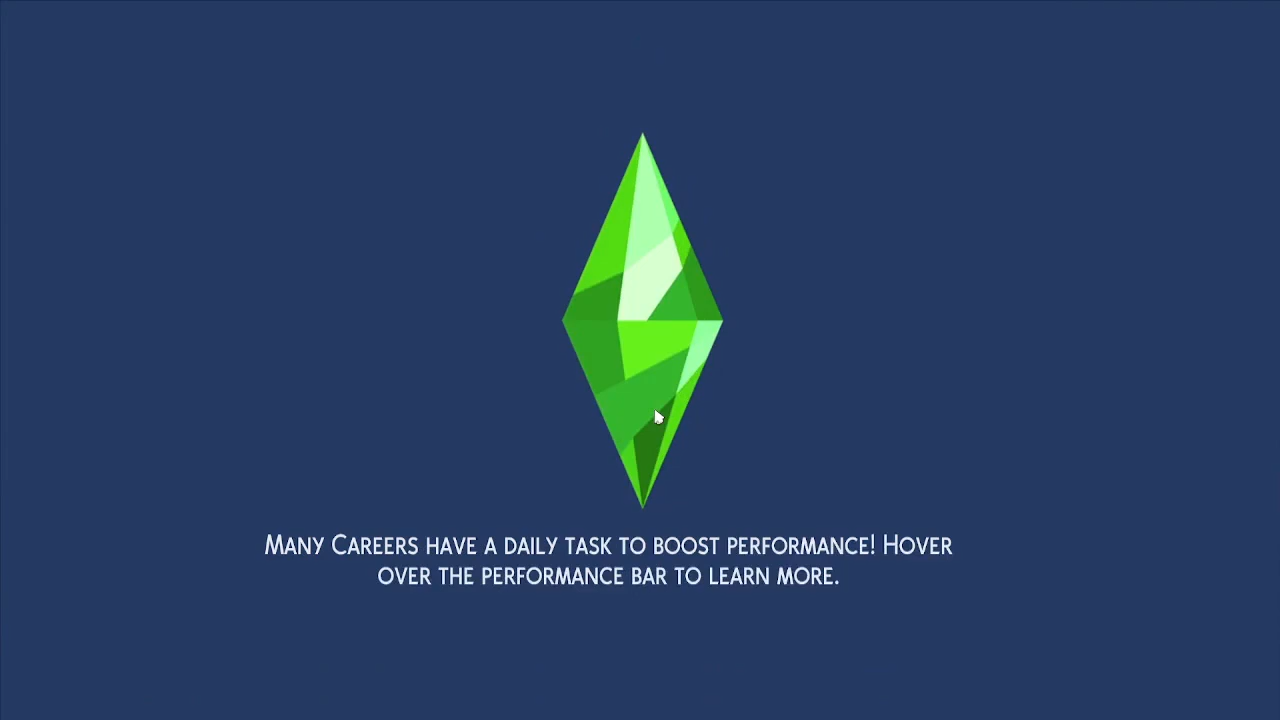 Many Careers have a daily task to boost performance! Hover
over the performance bar to learn more.